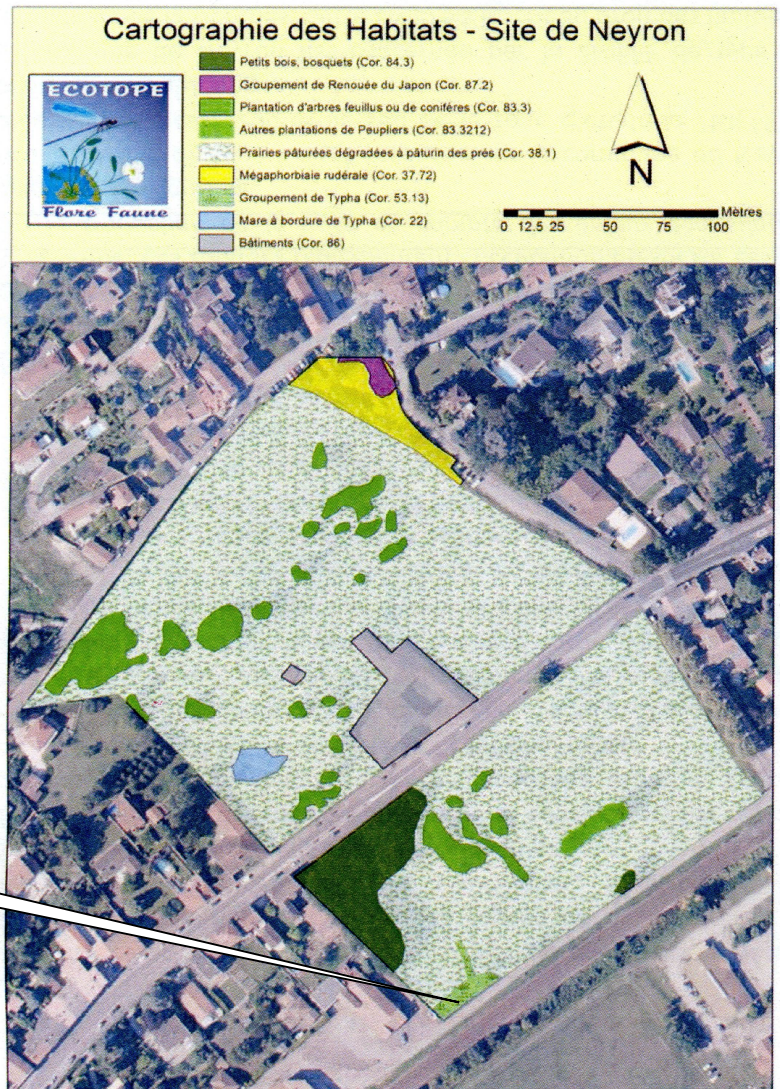 Cartographie des Habitats - Site de Neyron
ECOTOPE
Flore Faune
Petits bois, bosquets (Cor. 84.3)
Groupement de Renouée du Japon (Cor. 87.2)
Plantation d'arbres feuillus ou de conifères (Cor. 83.3)
Autres plantations de Peupliers (Cor. 83.3212)
Prairies pâturées dégradées à pâturin des prés (Cor. 38.1)
Mégaphorbiaie rudérale (Cor. 37.72)
Groupement de Typha (Cor. 53.13)
Mare à bordure de Typha (Cor. 22)
Bâtiments (Cor. 86)
N
Mètres
0 12.5 25 50 75 100